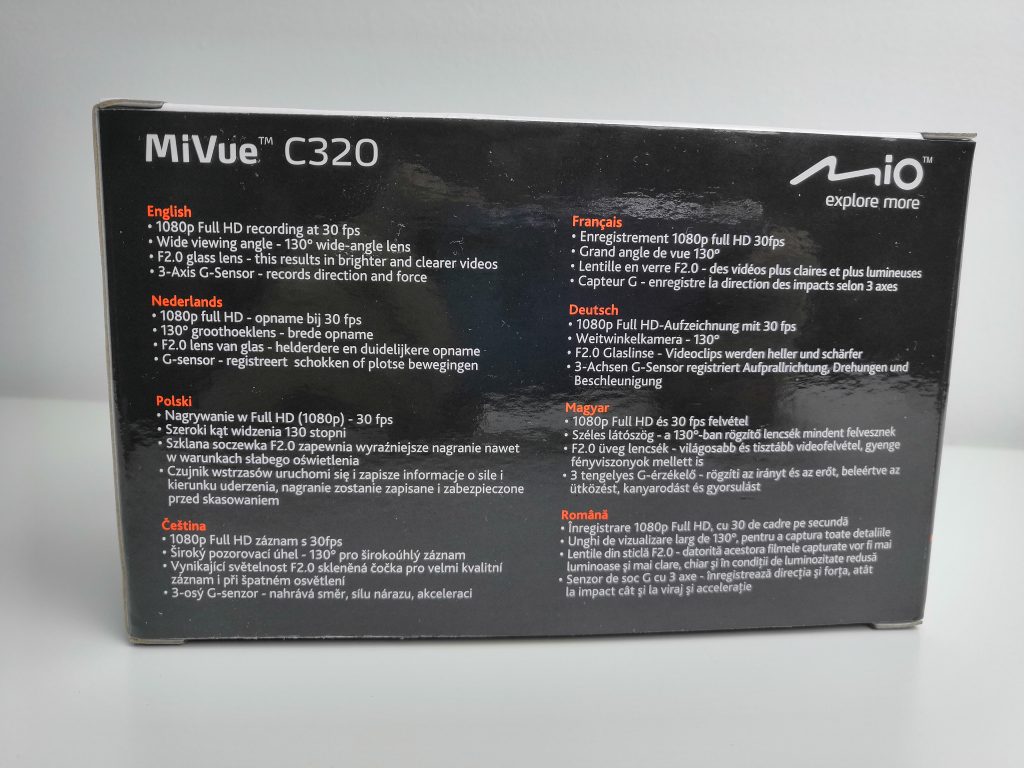 MiVue™ C320
mio™
explore more
English
• 1080p Full HD recording at 30 fps
• Wide viewing angle - 130° wide-angle lens
• F2.0 glass lens - this results in brighter and clearer videos
• 3-Axis G-Sensor - records direction and force
Nederlands
• 1080p full HD - opname bij 30 fps
• 130° groothoeklens - brede opname
• F2.0 lens van glas - helderdere en duidelijkere opname
• G-sensor - registreert schokken of plotse bewegingen
Polski
• Nagrywanie w Full HD (1080p) - 30 fps
• Szeroki kąt widzenia 130 stopni
• Szklana soczewka F2.0 zapewnia wyraźniejsze nagranie nawet
w warunkach słabego oświetlenia
• Czujnik wstrzasów uruchomi się i zapisze informacje o sile i
kierunku uderzenia, nagranie zostanie zapisane i zabezpieczone
przed skasowaniem
Čeština
• 1080p Full HD záznam s 30fps
• Široký pozorovací úhel - 130° pro širokoúhlý záznam
• Vynikající světelnost F2.0 skleněná čočka pro velmi kvalitní
záznam i při špatném osvětlení
• 3-osý G-senzor - nahrává směr, sílu nárazu, akceleraci
Français
• Enregistrement 1080p full HD 30fps
• Grand angle de vue 130°
• Lentille en verre F2.0 - des vidéos plus claires et plus lumineuses
• Capteur G - enregistre la direction des impacts selon 3 axes
Deutsch
• 1080p Full HD-Aufzeichnung mit 30 fps
• Weitwinkelkamera - 130°
• F2.0 Glaslinse - Videoclips werden heller und schärfer
• 3-Achsen G-Sensor registriert Aufprallrichtung, Drehungen und
Beschleunigung
Magyar
• 1080p Full HD és 30 fps felvétel
• Széles látószög - a 130°-ban rögzítő lencsék mindent felvesznek
• F2.0 üveg lencsék - világosabb és tisztább videofelvétel, gyenge
fényviszonyok mellett is
• 3 tengelyes G-érzékelő - rögzíti az irányt és az erőt, beleértve az
ütközést, kanyarodást és gyorsulást
Română
• Înregistrare 1080p Full HD, cu 30 de cadre pe secundă
• Unghi de vizualizare larg de 130°, pentru a captura toate detaliile
• Lentile din sticlă F2.0 - datorită acestora filmele capturate vor fi mai
luminoase şi mai clare, chiar şi în condiţii de luminozitate redusă
• Senzor de soc G cu 3 axe - înregistrează direcţia şi forţa, atât
la impact cât şi la viraj şi acceleraţie